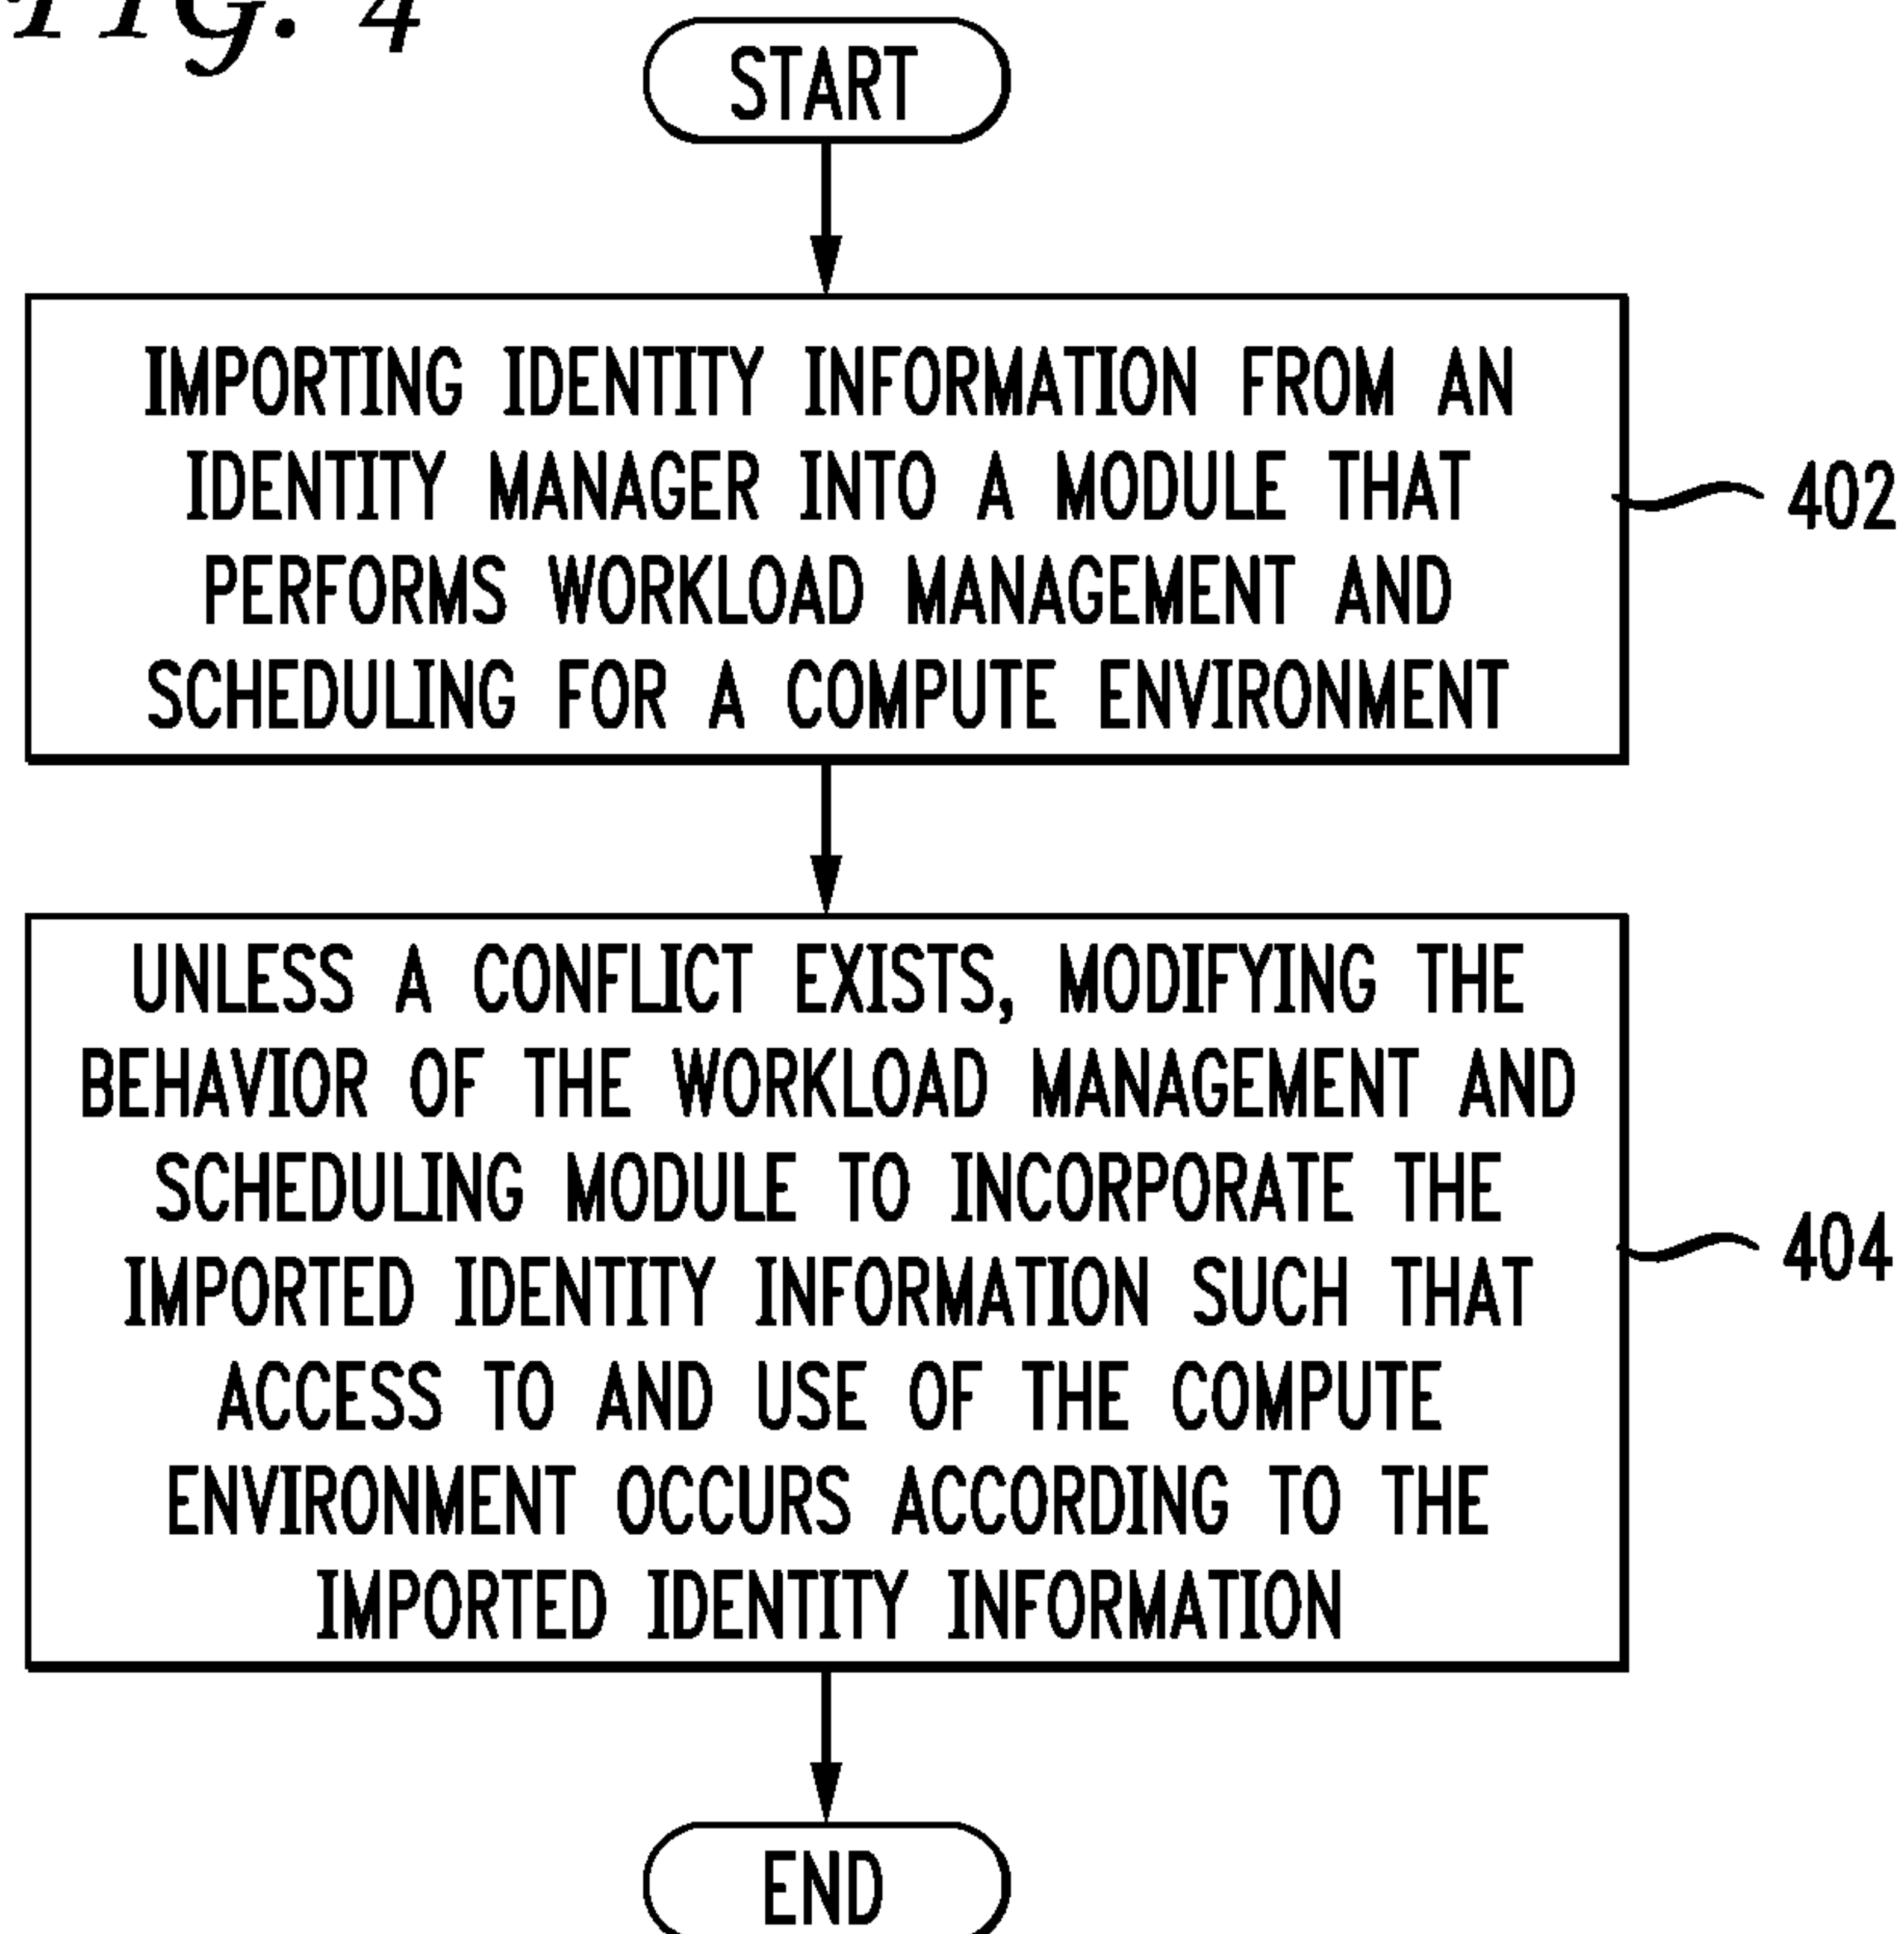 FIG. 4
START
IMPORTING IDENTITY INFORMATION FROM AN
IDENTITY MANAGER INTO A MODULE THAT
PERFORMS WORKLOAD MANAGEMENT AND
SCHEDULING FOR A COMPUTE ENVIRONMENT
402
UNLESS A CONFLICT EXISTS, MODIFYING THE
BEHAVIOR OF THE WORKLOAD MANAGEMENT AND
SCHEDULING MODULE TO INCORPORATE THE
IMPORTED IDENTITY INFORMATION SUCH THAT
ACCESS TO AND USE OF THE COMPUTE
ENVIRONMENT OCCURS ACCORDING TO THE
IMPORTED IDENTITY INFORMATION
404
END